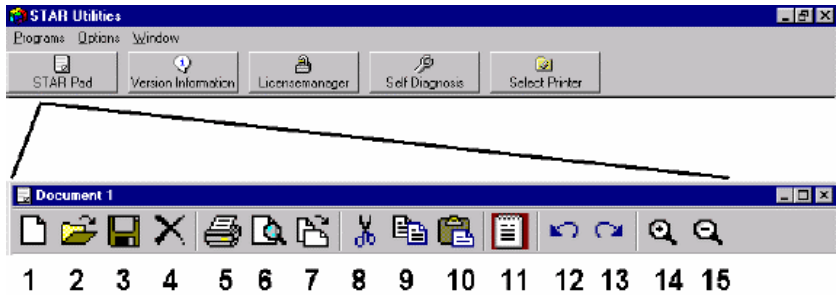 STAR Utilities
Programs Options Window
STAR Pad Version Information Licensemanager Self Diagnosis Select Printer
Document 1
1 2 3 4 5 6 7 8 9 10 11 12 13 14 15